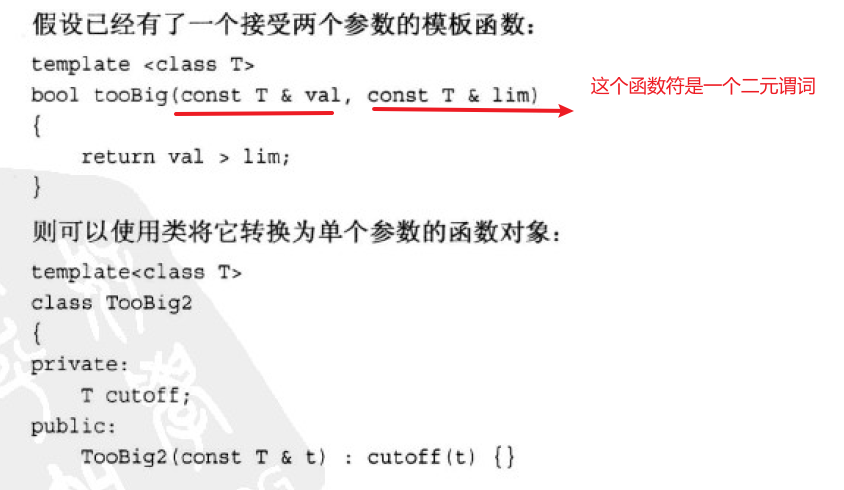 假设已经有了一个接受两个参数的模板函数：
template <class T>
bool tooBig(const T & val, const T & lim)
这个函数符是一个二元谓词
{
    return val > lim;
}
则可以使用类将它转换为单个参数的函数对象：
template<class T>
class TooBig2
{
private:
    T cutoff;
public:
    TooBig2(const T & t) : cutoff(t) {}